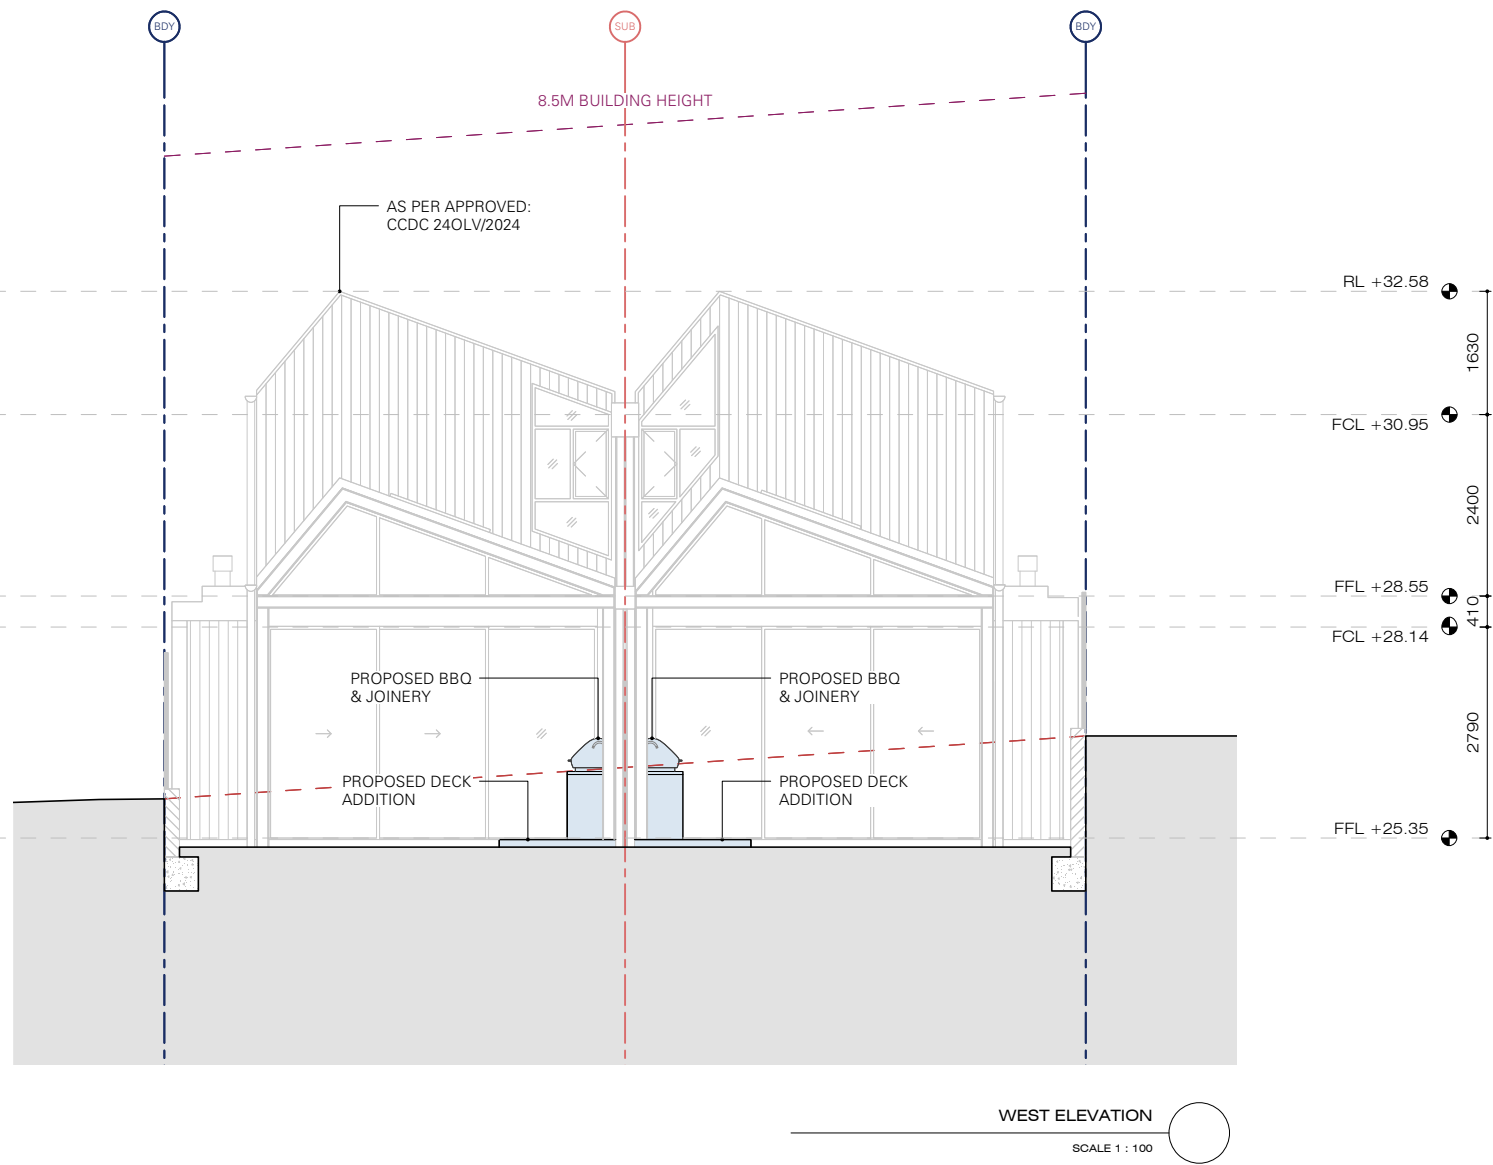 BDY
SUB
BDY
8.5M BUILDING HEIGHT
AS PER APPROVED:
CCDC 24OLV/2024
RL +32.58
1630
FCL +30.95
2400
FFL +28.55
410
FCL +28.14
PROPOSED BBQ
& JOINERY
PROPOSED BBQ
& JOINERY
2790
PROPOSED DECK
ADDITION
PROPOSED DECK
ADDITION
FFL +25.35
WEST ELEVATION
SCALE 1 : 100